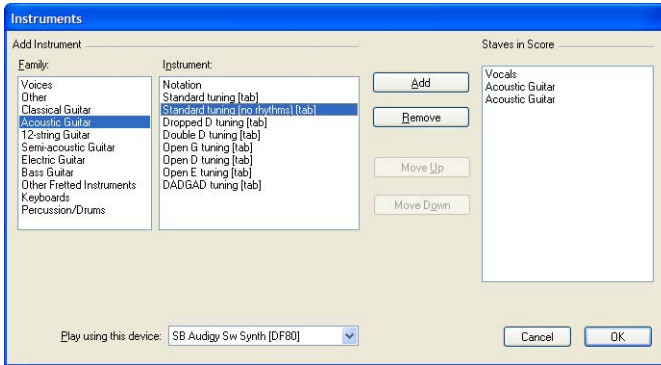 Instruments
Add Instrument
Staves in Score
Family:
Voices
Other
Classical Guitar
Acoustic Guitar
12-string Guitar
Semi-acoustic Guitar
Electric Guitar
Bass Guitar
Other Fretted Instruments
Keyboards
Percussion/Drums
Instrument:
Notation
Standard tuning [tab]
Standard tuning [no rhythms] [tab]
Dropped D tuning [tab]
Double D tuning [tab]
Open G tuning [tab]
Open D tuning [tab]
Open E tuning [tab]
DADGAD tuning [tab]
Add
Remove
Move Up
Move Down
Vocals
Acoustic Guitar
Acoustic Guitar
Play using this device: SB Audigy Sw Synth [DF80]
Cancel
OK